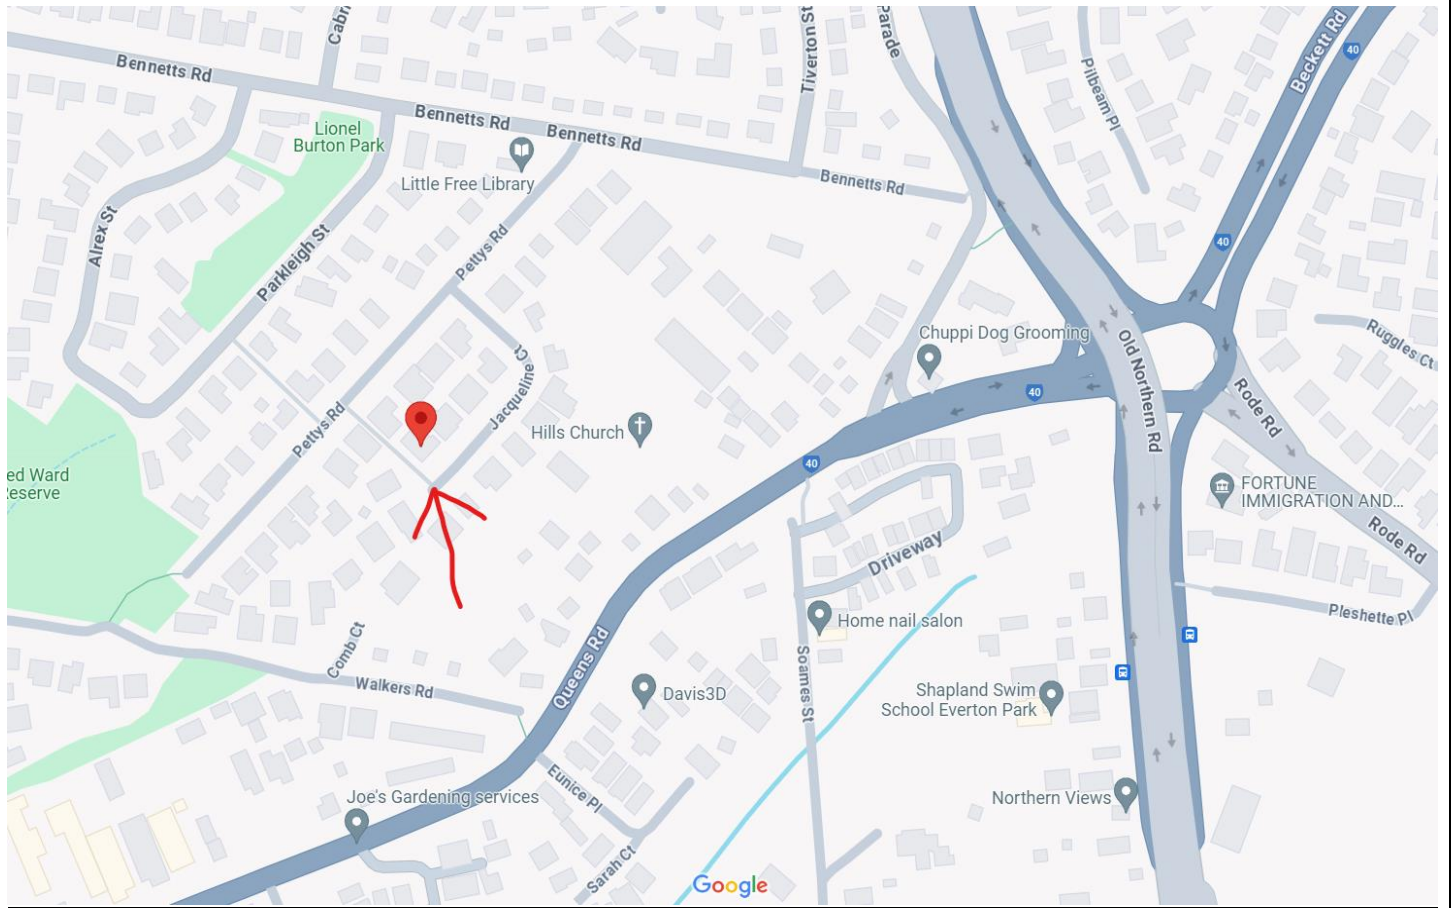 Cabri
Tiverton St
Parade
Beckett Rd
40
Bennetts Rd
Pilbeam Pl
Lionel
Burton Park
Bennetts Rd
Bennetts Rd
Little Free Library
Bennetts Rd
Alrex St
Parkleigh St
Pettys Rd
40
Chuppi Dog Grooming
Old Northern Rd
Ruggles Ct
Jacqueline Ct
40
Rode Rd
Pettys Rd
Hills Church
40
ed Ward
Reserve
FORTUNE
IMMIGRATION AND...
Driveway
Rode Rd
Home nail salon
Pleshette Pl
Comb Ct
Walkers Rd
Queens Rd
Soames St
Davis3D
Shapland Swim
School Everton Park
Joe's Gardening services
Eunice Pl
Northern Views
Sarah Ct
Google